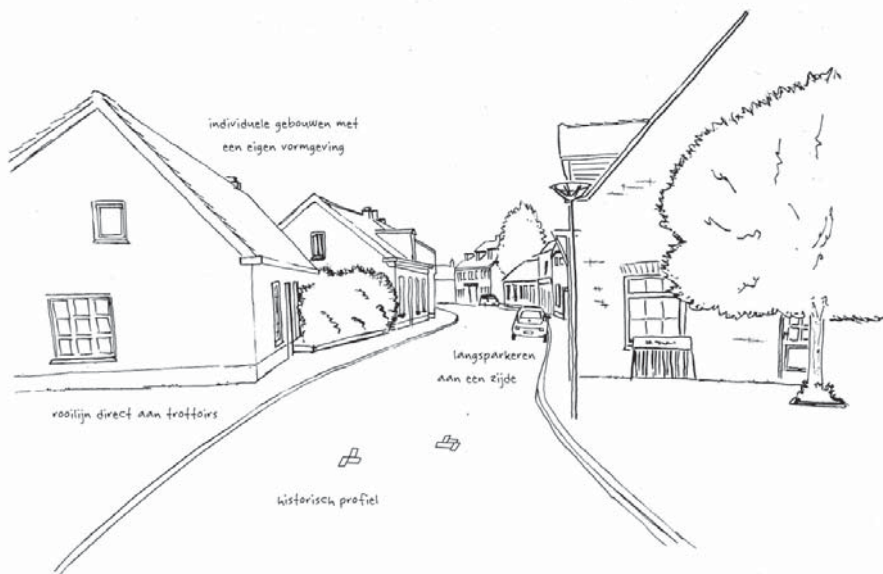 individuele gebouwen met
een eigen vormgeving
langsparkeren
aan een zijde
rooilijn direct aan trottoirs
historisch profiel